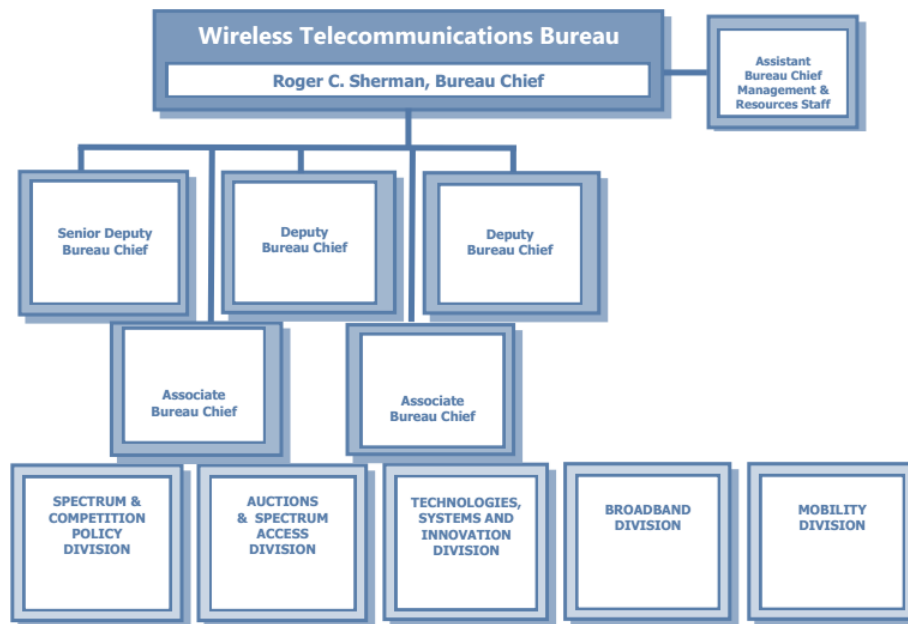 Wireless Telecommunications Bureau
Roger C. Sherman, Bureau Chief
Assistant
Bureau Chief
Management &
Resources Staff
Senior Deputy
Bureau Chief
Deputy
Bureau Chief
Deputy
Bureau Chief
Associate
Bureau Chief
Associate
Bureau Chief
SPECTRUM &
COMPETITION
POLICY
DIVISION
AUCTIONS
& SPECTRUM
ACCESS
DIVISION
TECHNOLOGIES,
SYSTEMS AND
INNOVATION
DIVISION
BROADBAND
DIVISION
MOBILITY
DIVISION